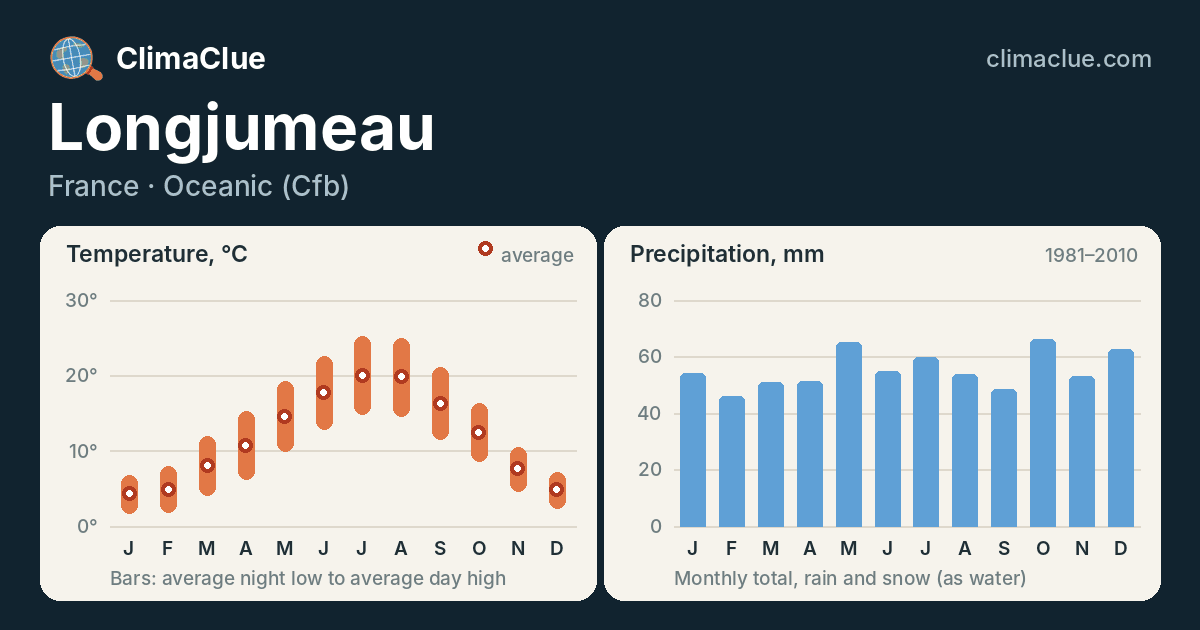 ClimaClue
climaclue.com
Longjumeau
France · Oceanic (Cfb)
Temperature, °C
average
30°
20°
10°
0°
J F M A M J J A S O N D
Bars: average night low to average day high
Precipitation, mm
1981–2010
80
60
40
20
0
J F M A M J J A S O N D
Monthly total, rain and snow (as water)